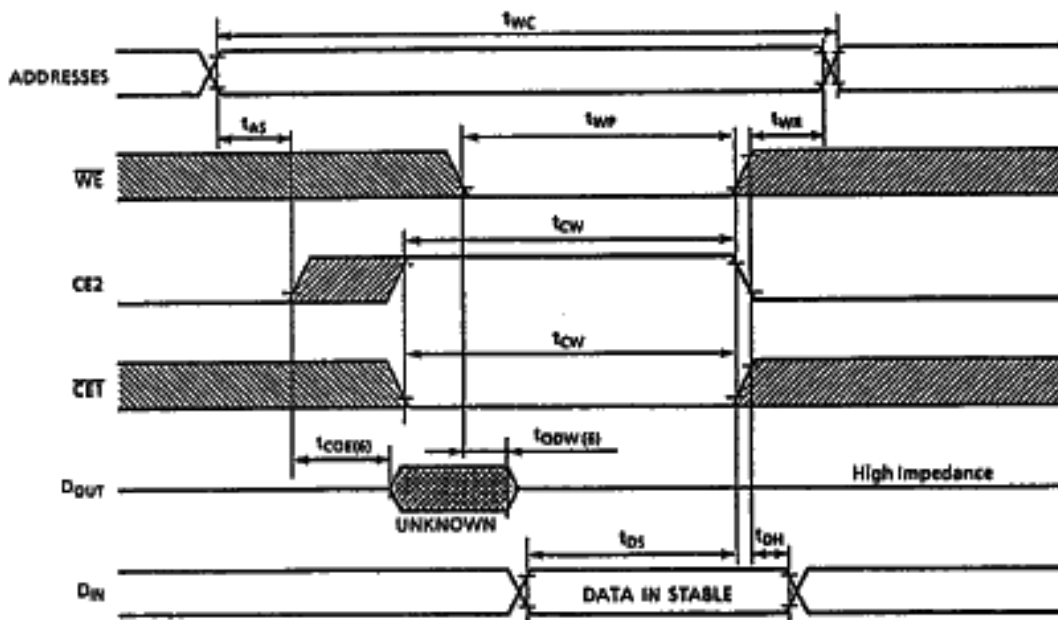 tWC
ADDRESSES
tAS
tWP
tWR
WE
tCW
CE2
tCW
CE1
tCOE(6)
tODW(6)
DOUT
High Impedance
UNKNOWN
tDS
tDH
DIN
DATA IN STABLE